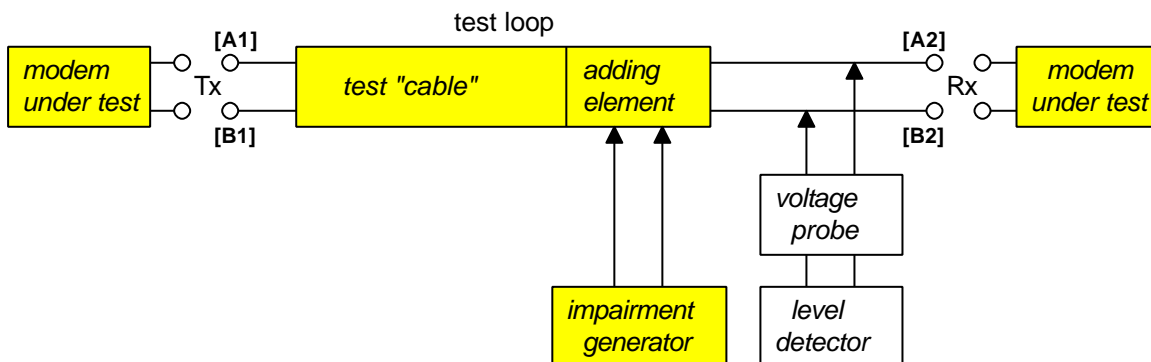 test loop
[A1]
[A2]
modem
under test
Tx
test "cable"
adding
element
Rx
modem
under test
[B1]
[B2]
voltage
probe
impairment
generator
level
detector